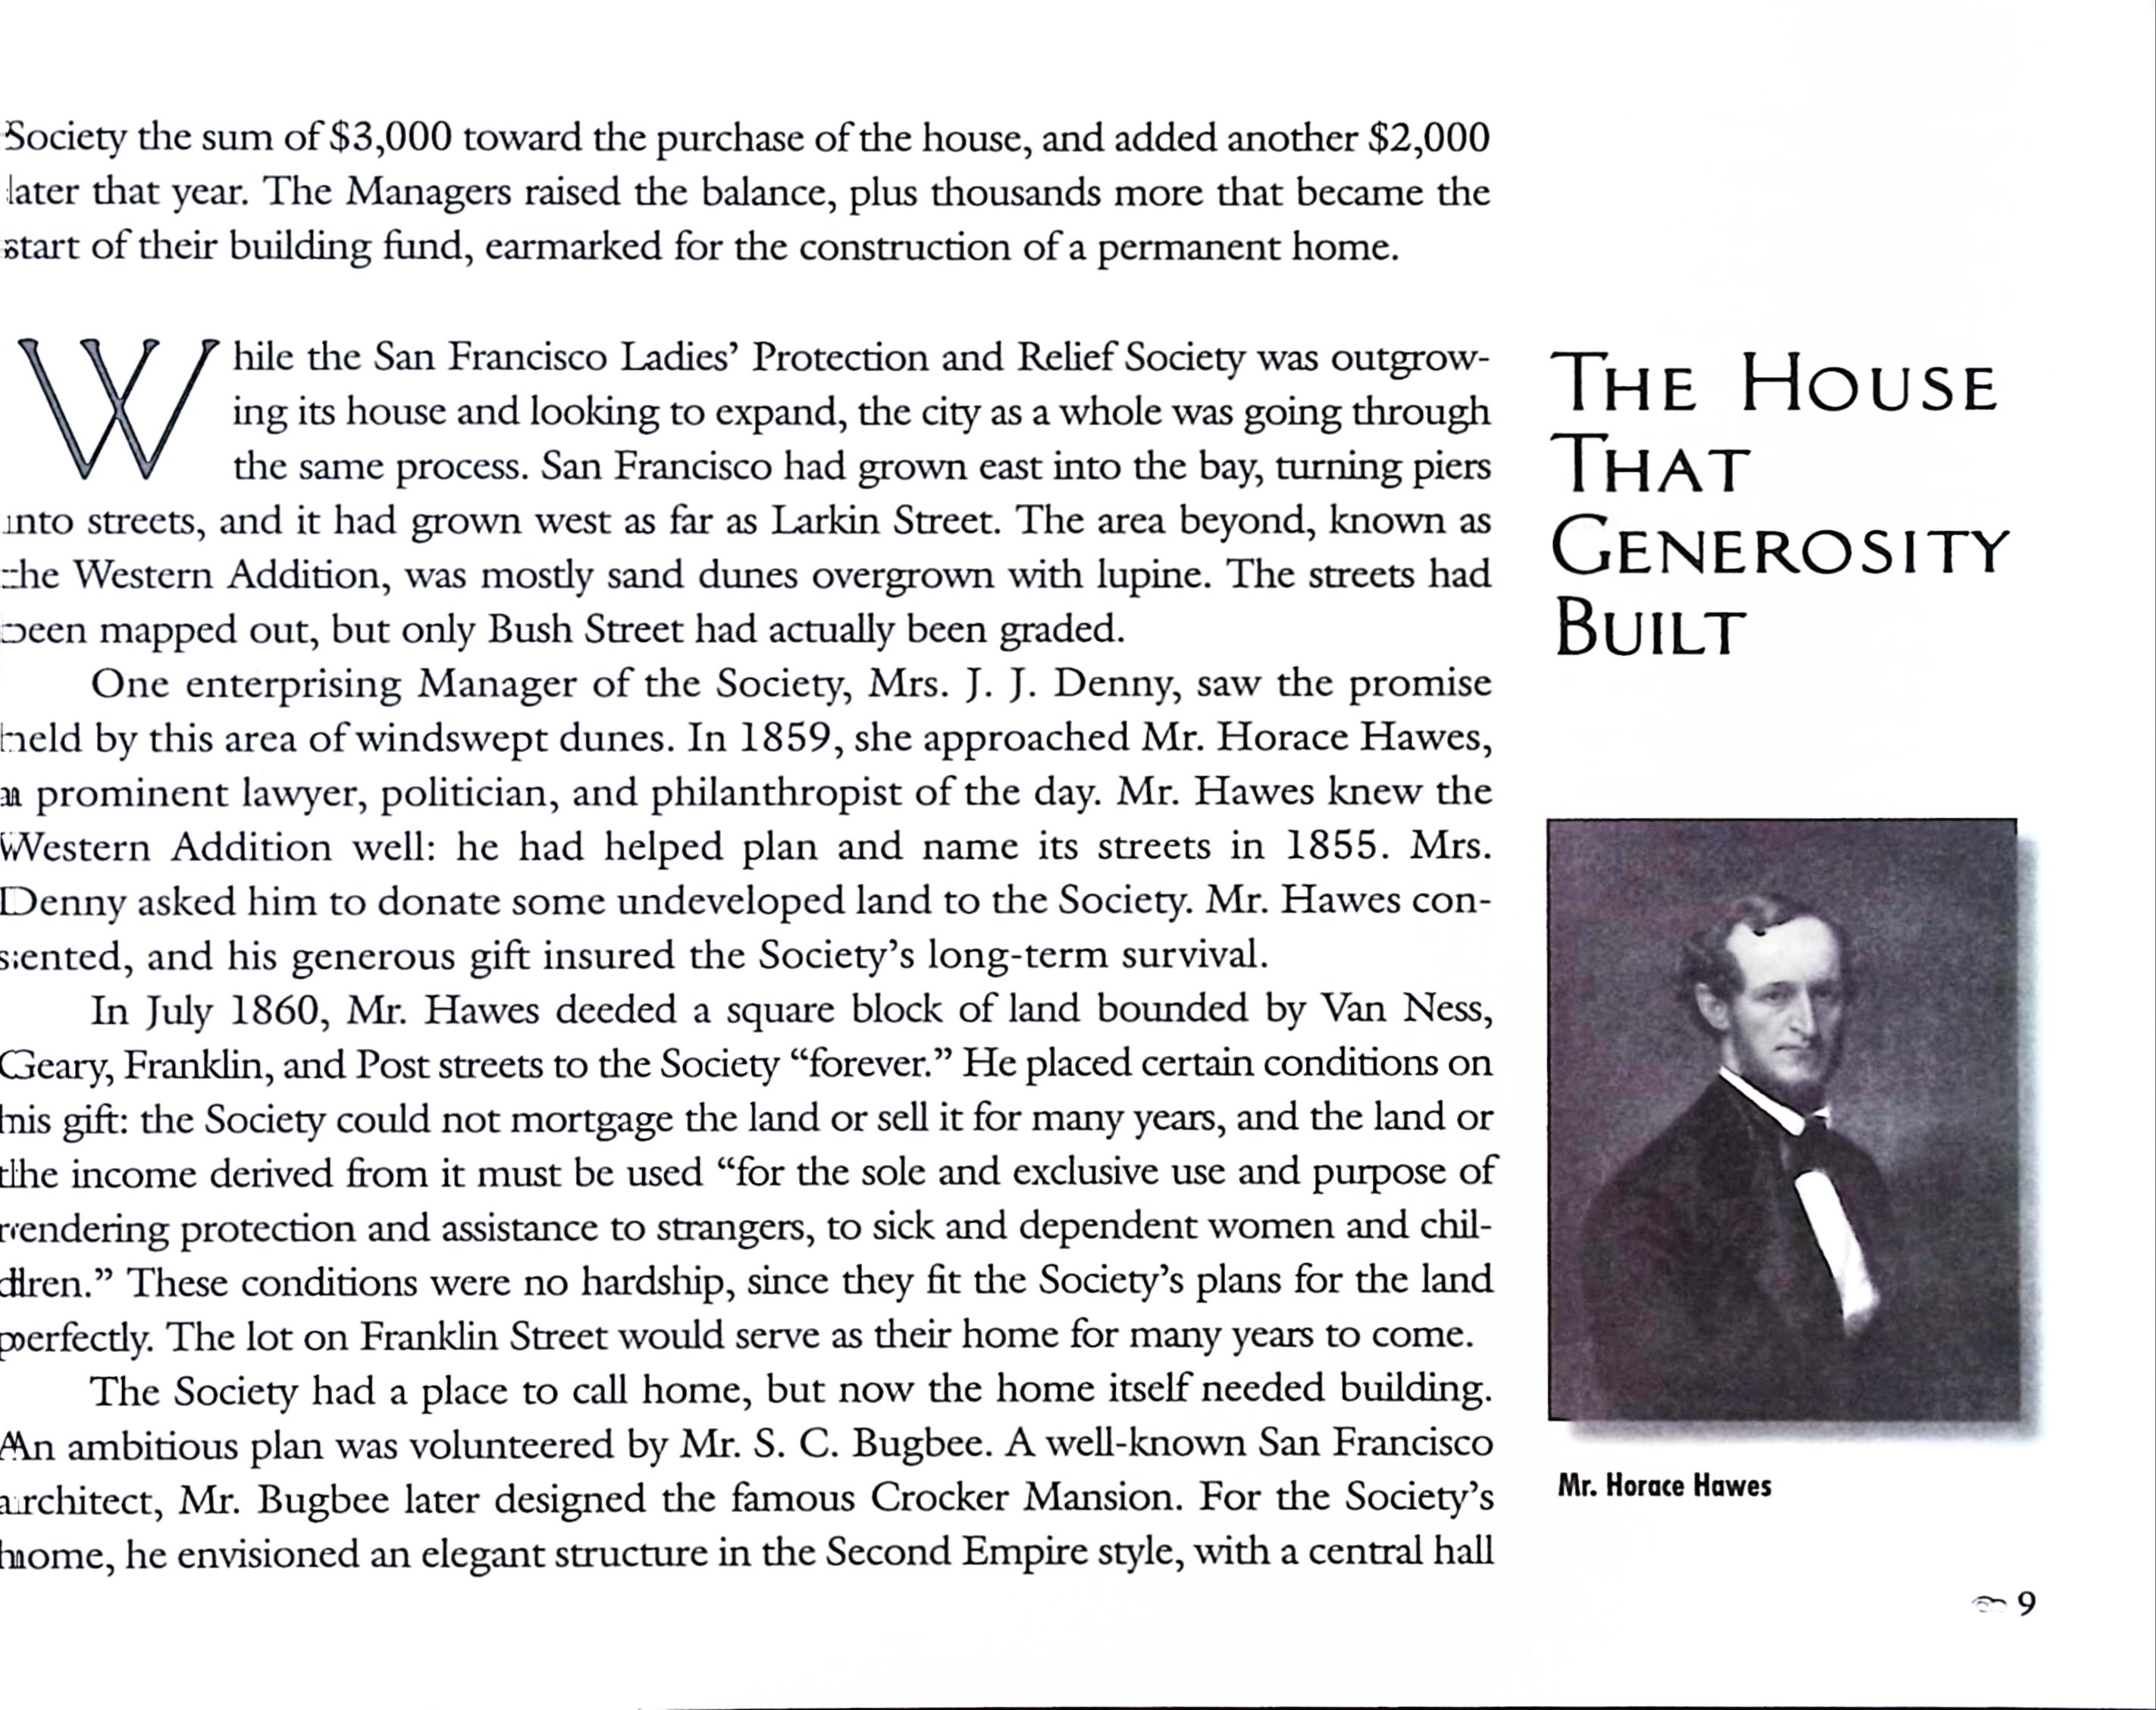 Society the sum of $3,000 toward the purchase of the house, and added another $2,000
later that year. The Managers raised the balance, plus thousands more that became the
start of their building fund, earmarked for the construction of a permanent home.
While the San Francisco Ladies’ Protection and Relief Society was outgrow-
ing its house and looking to expand, the city as a whole was going through
the same process. San Francisco had grown east into the bay, turning piers
into streets, and it had grown west as far as Larkin Street. The area beyond, known as
the Western Addition, was mostly sand dunes overgrown with lupine. The streets had
been mapped out, but only Bush Street had actually been graded.
One enterprising Manager of the Society, Mrs. J. J. Denny, saw the promise
held by this area of windswept dunes. In 1859, she approached Mr. Horace Hawes,
a prominent lawyer, politician, and philanthropist of the day. Mr. Hawes knew the
Western Addition well: he had helped plan and name its streets in 1855. Mrs.
Denny asked him to donate some undeveloped land to the Society. Mr. Hawes con-
sented, and his generous gift insured the Society’s long-term survival.
In July 1860, Mr. Hawes deeded a square block of land bounded by Van Ness,
Geary, Franklin, and Post streets to the Society “forever.” He placed certain conditions on
his gift: the Society could not mortgage the land or sell it for many years, and the land or
the income derived from it must be used “for the sole and exclusive use and purpose of
rendering protection and assistance to strangers, to sick and dependent women and chil-
dren.” These conditions were no hardship, since they fit the Society’s plans for the land
perfectly. The lot on Franklin Street would serve as their home for many years to come.
The Society had a place to call home, but now the home itself needed building.
An ambitious plan was volunteered by Mr. S. C. Bugbee. A well-known San Francisco
architect, Mr. Bugbee later designed the famous Crocker Mansion. For the Society’s
home, he envisioned an elegant structure in the Second Empire style, with a central hall
THE HOUSE
THAT
GENEROSITY
BUILT
Mr. Horace Hawes
9